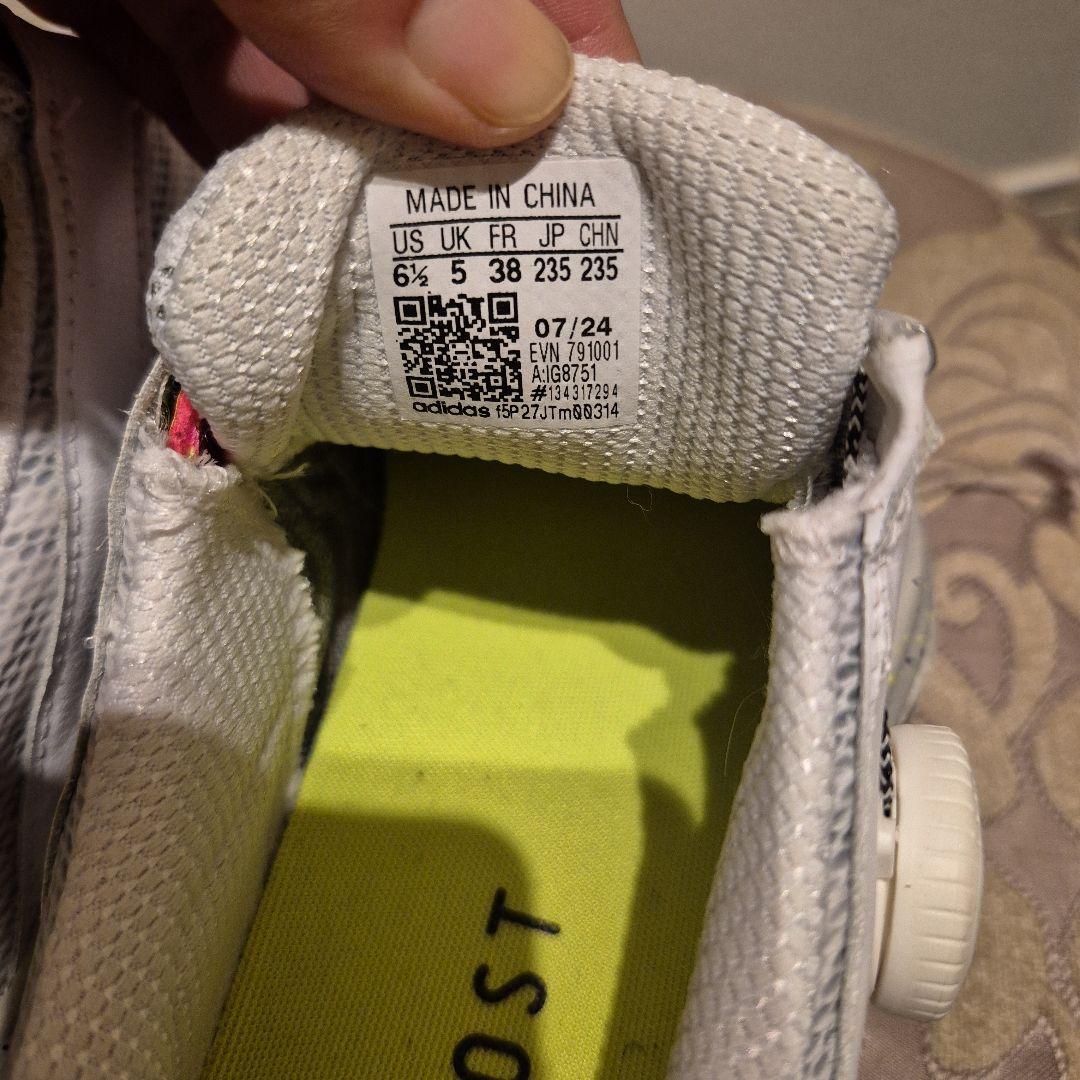 MADE IN CHINA
US UK FR JP CHN
6½ 5 38 235 235
07/24
EVN 791001
A:IG8751
#134317294
adidas f5P27JTm00314
OST